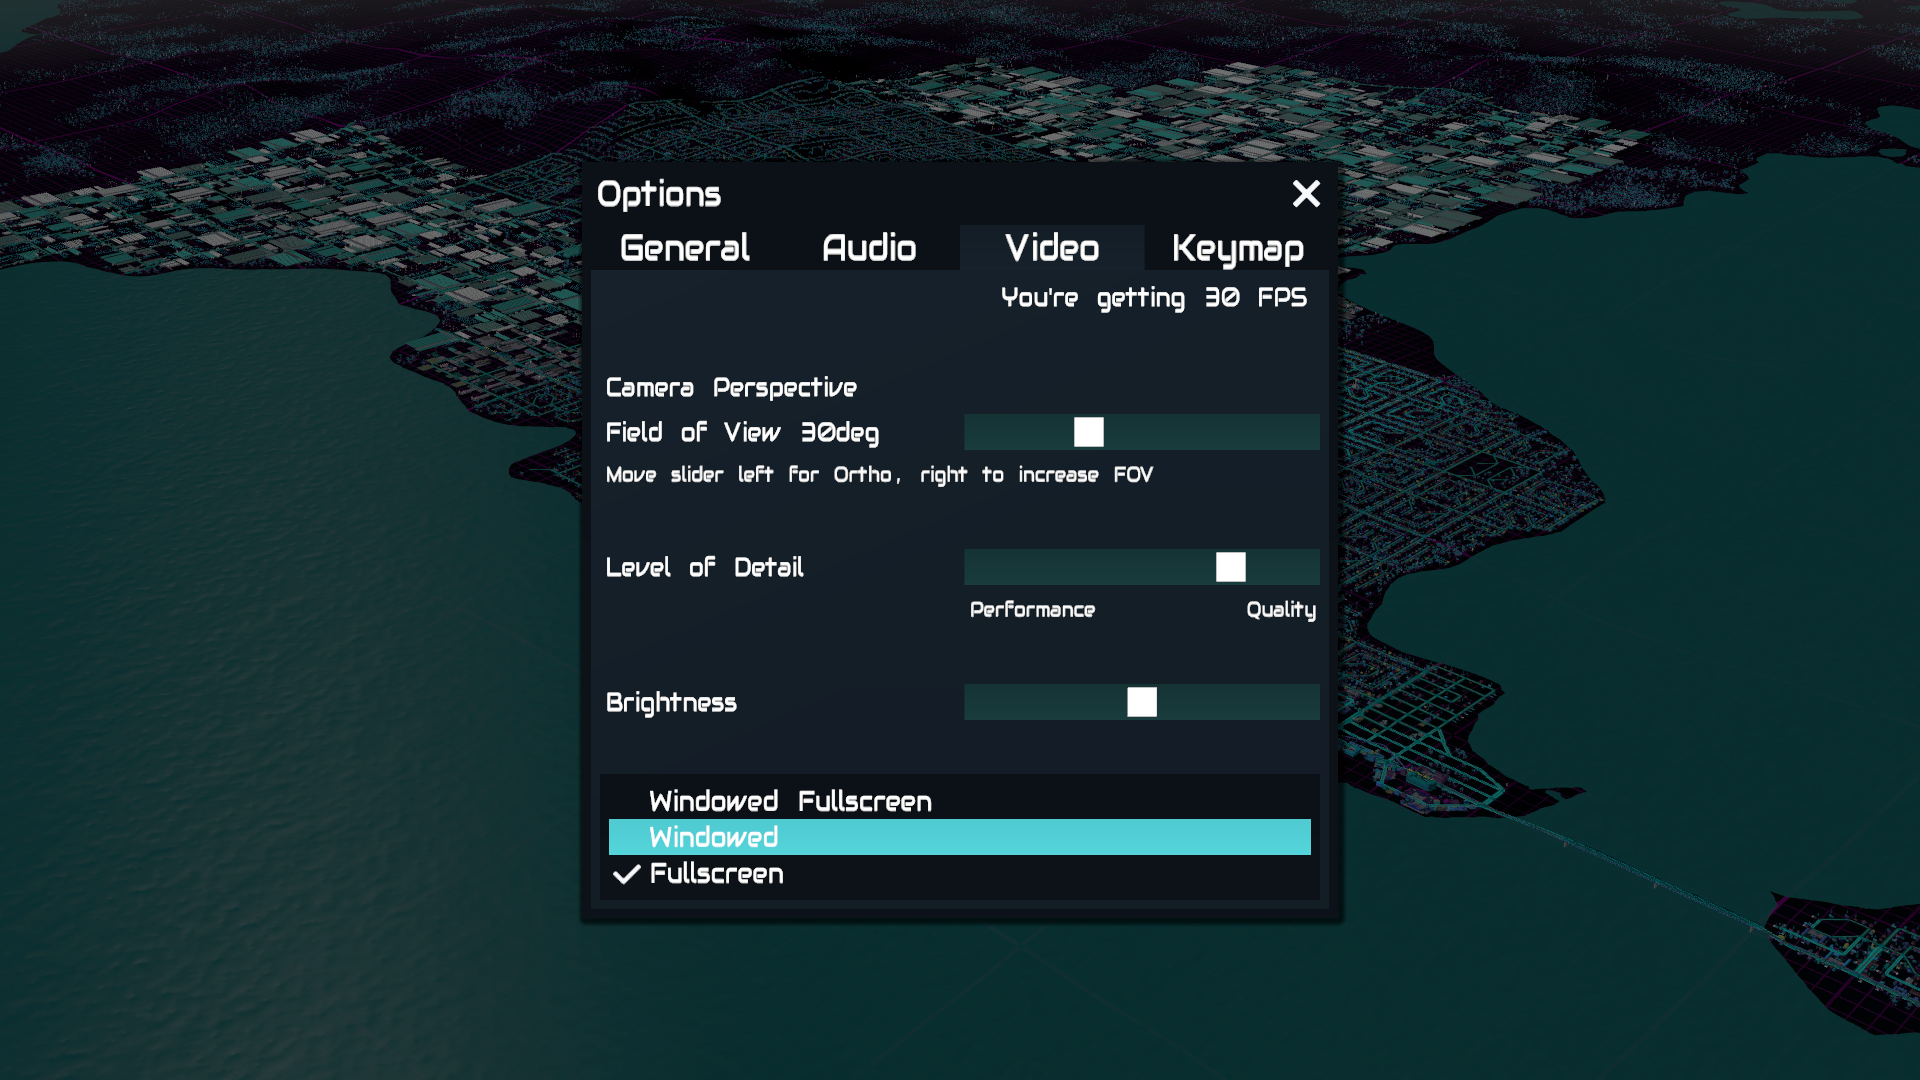 Options
General Audio Video Keymap
You're getting 30 FPS
Camera Perspective
Field of View 30deg
Move slider left for Ortho, right to increase FOV
Level of Detail
Performance Quality
Brightness
Windowed Fullscreen
Windowed
Fullscreen